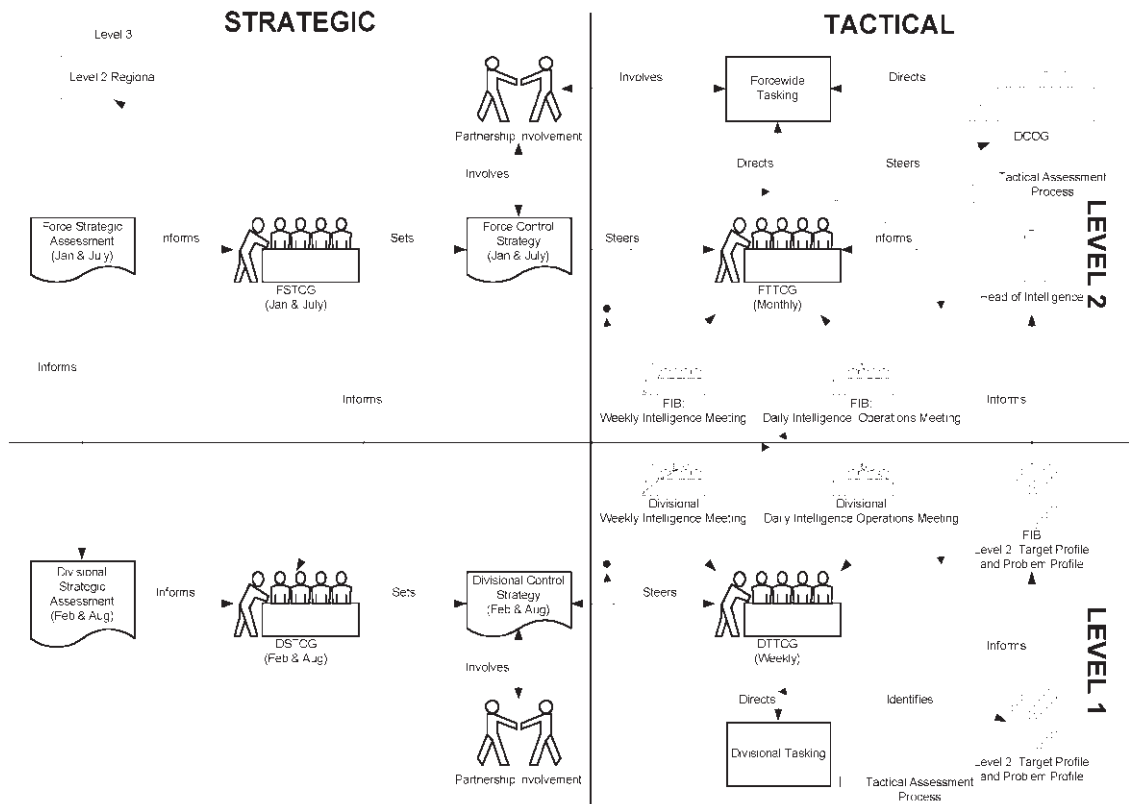 STRATEGIC
TACTICAL
Level 3
Level 2 Regiona
Involves
Forcewide
Tasking
Directs
Partnership nvolvement
DCOG
Involves
Directs
Steers
Tactical Assessment
Process
Force Strategic
Assessment
(Jan & July)
nforms
Sets
Force Control
Strategy
(Jan & July)
Steers
nforms
LEVEL 2
FSTCG
(Jan & July)
FTTCG
(Monthly)
ead of Intelligence
Informs
Informs
FIB:
Weekly Intelligence Meeting
FIB:
Daily Intelligence Operations Meeting
Informs
Divisional
Weekly Intelligence Meeting
Divisional
Daily Intelligence Operations Meeting
FIB
Level 2 Target Profile
and Problem Profile
Divisional
Strategic
Assessment
(Feb & Aug)
Informs
Sets
Divisional Control
Strategy
(Feb & Aug)
Steers
DSTCG
(Feb & Aug)
DTTCG
(Weekly)
LEVEL 1
Involves
Informs
Directs
Identifies
Divisional Tasking
Partnership nvolvement
Level 2 Target Profile
and Problem Profile
Tactical Assessment
Process